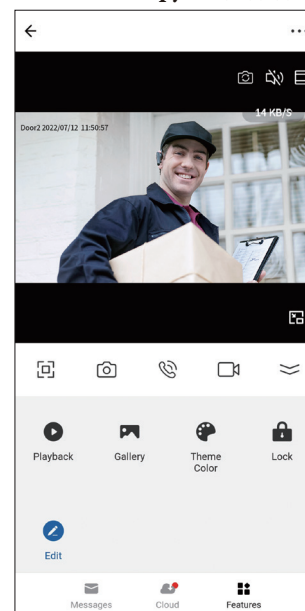 14 KB/S
Door2 2022/07/12 11:50:57
Playback
Gallery
Theme
Color
Lock
Edit
Messages
Cloud
Features